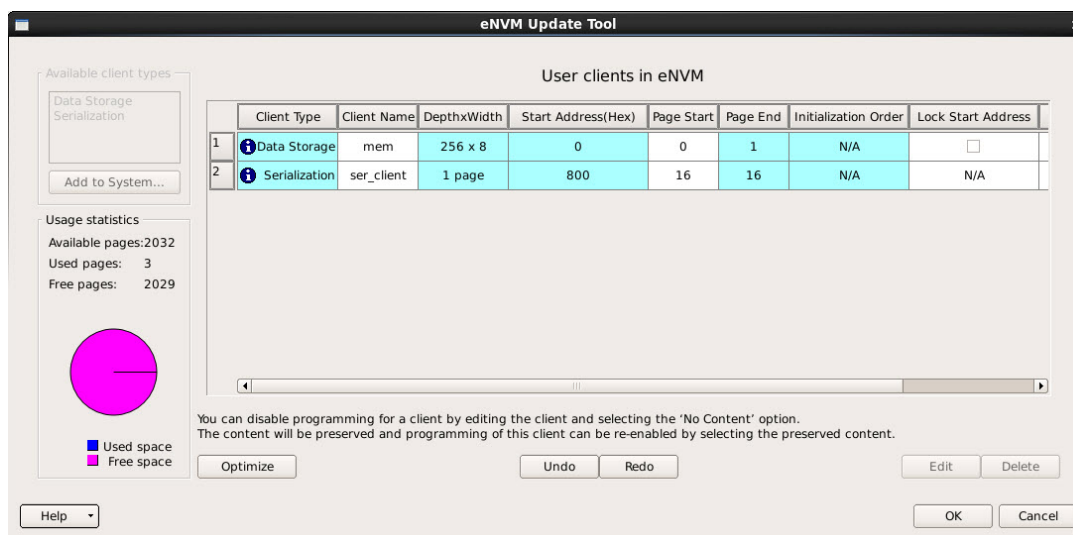 eNVM Update Tool
Available client types
Data Storage
Serialization
Add to System...
Usage statistics
Available pages:2032
Used pages: 3
Free pages: 2029
Used space
Free space
User clients in eNVM
Client Type Client Name DepthxWidth Start Address(Hex) Page Start Page End Initialization Order Lock Start Address
1 Data Storage mem 256 x 8 0 0 1 N/A
2 Serialization ser_client 1 page 800 16 16 N/A N/A
You can disable programming for a client by editing the client and selecting the ‘No Content’ option.
The content will be preserved and programming of this client can be re-enabled by selecting the preserved content.
Optimize Undo Redo Edit Delete
Help OK Cancel